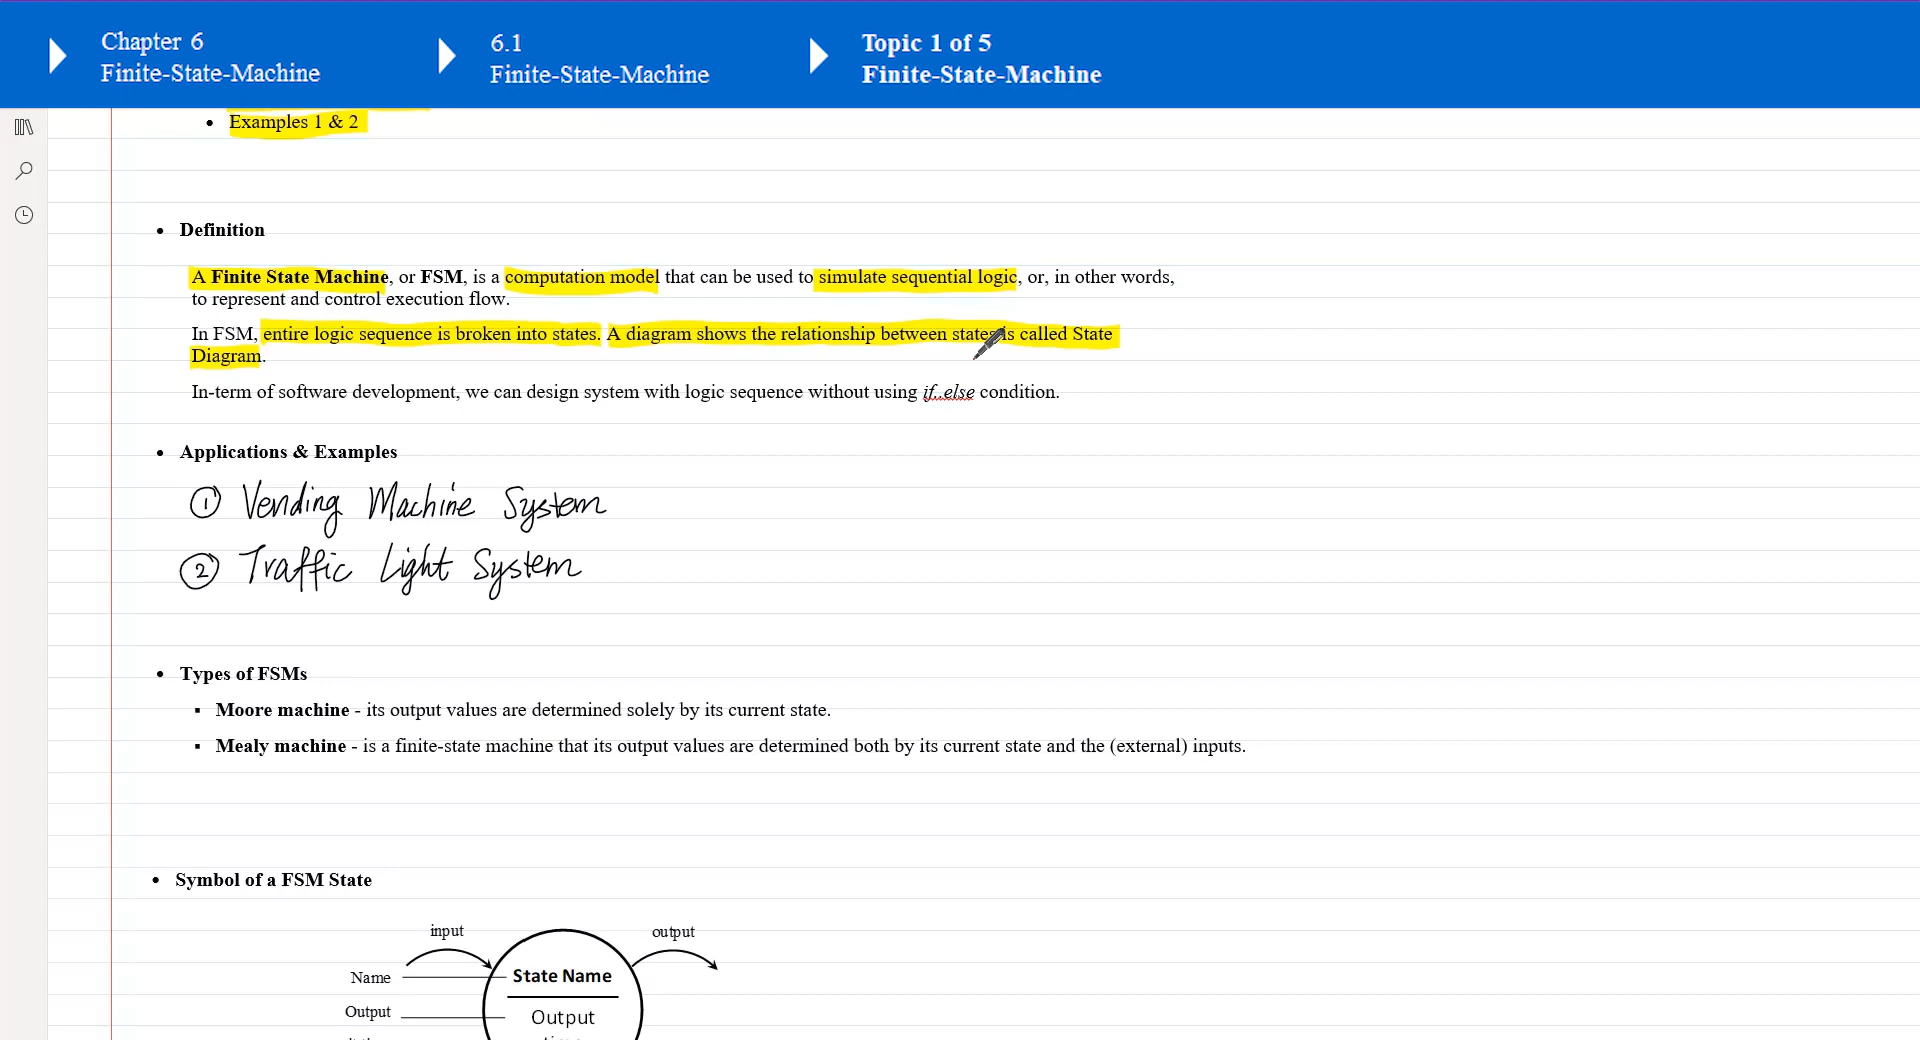 Chapter 6
Finite-State-Machine
6.1
Finite-State-Machine
Topic 1 of 5
Finite-State-Machine
• Examples 1 & 2
• Definition
A Finite State Machine, or FSM, is a computation model that can be used to simulate sequential logic, or, in other words,
to represent and control execution flow.
In FSM, entire logic sequence is broken into states. A diagram shows the relationship between states is called State
Diagram.
In-term of software development, we can design system with logic sequence without using if..else condition.
• Applications & Examples
① Vending Machine System
② Traffic Light System
• Types of FSMs
▪ Moore machine - its output values are determined solely by its current state.
▪ Mealy machine - is a finite-state machine that its output values are determined both by its current state and the (external) inputs.
• Symbol of a FSM State
input
output
Name
State Name
Output
Output